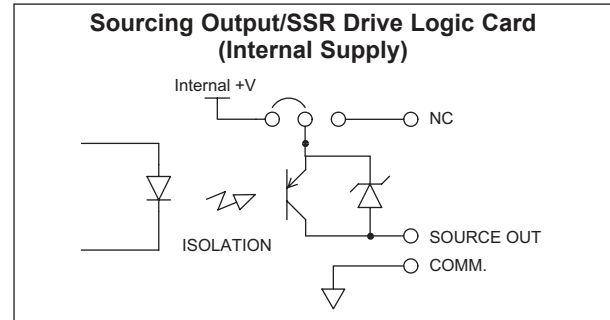 Sourcing Output/SSR Drive Logic Card
(Internal Supply)
Internal +V
NC
ISOLATION
SOURCE OUT
COMM.